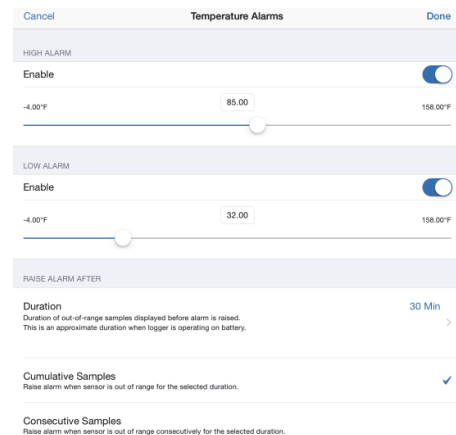 Cancel Temperature Alarms Done
HIGH ALARM
Enable
-4.00°F 85.00 158.00°F
LOW ALARM
Enable
-4.00°F 32.00 158.00°F
RAISE ALARM AFTER
Duration 30 Min
Duration of out-of-range samples displayed before alarm is raised.
This is an approximate duration when logger is operating on battery.
Cumulative Samples
Raise alarm when sensor is out of range for the selected duration.
Consecutive Samples
Raise alarm when sensor is out of range consecutively for the selected duration.